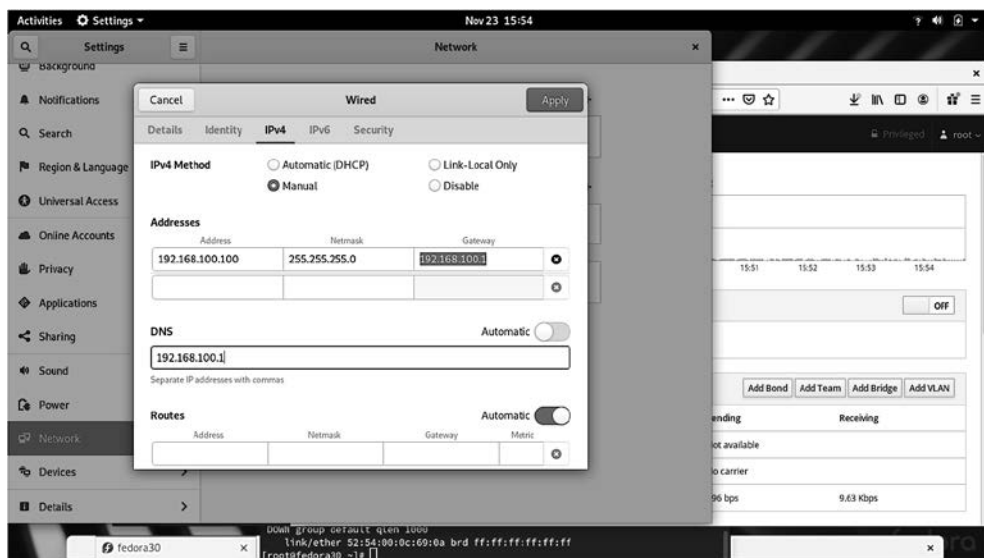 Activities Settings Nov 23 15:54 ?
Settings Network
Background
Notifications
Search
Region & Language
Universal Access
Online Accounts
Privacy
Applications
Sharing
Sound
Power
Network
Devices
Details
Cancel Wired Apply
Details Identity IPv4 IPv6 Security
IPv4 Method Automatic (DHCP) Link-Local Only
Manual Disable
Addresses
Address Netmask Gateway
192.168.100.100 255.255.255.0 192.168.100.1
DNS Automatic
192.168.100.1
Separate IP addresses with commas
Routes Automatic
Address Netmask Gateway Metric
Privileged root
15:51 15:52 15:53 15:54
OFF
Add Bond Add Team Add Bridge Add VLAN
ending Receiving
ot available
o carrier
96 bps 9.63 Kbps
DOWN group default qlen 1000
link/ether 52:54:00:0c:69:0a brd ff:ff:ff:ff:ff:ff
[root@fedora30 ~]#
fedora30
ora